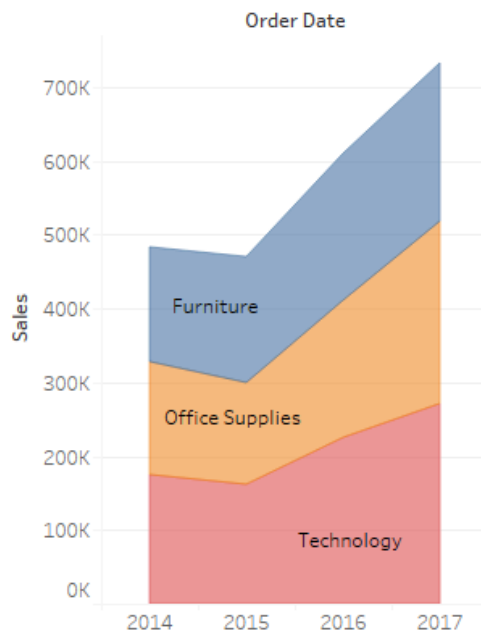 Order Date
700K
600K
500K
400K
300K
200K
100K
0K
Sales
Furniture
Office Supplies
Technology
2014 2015 2016 2017